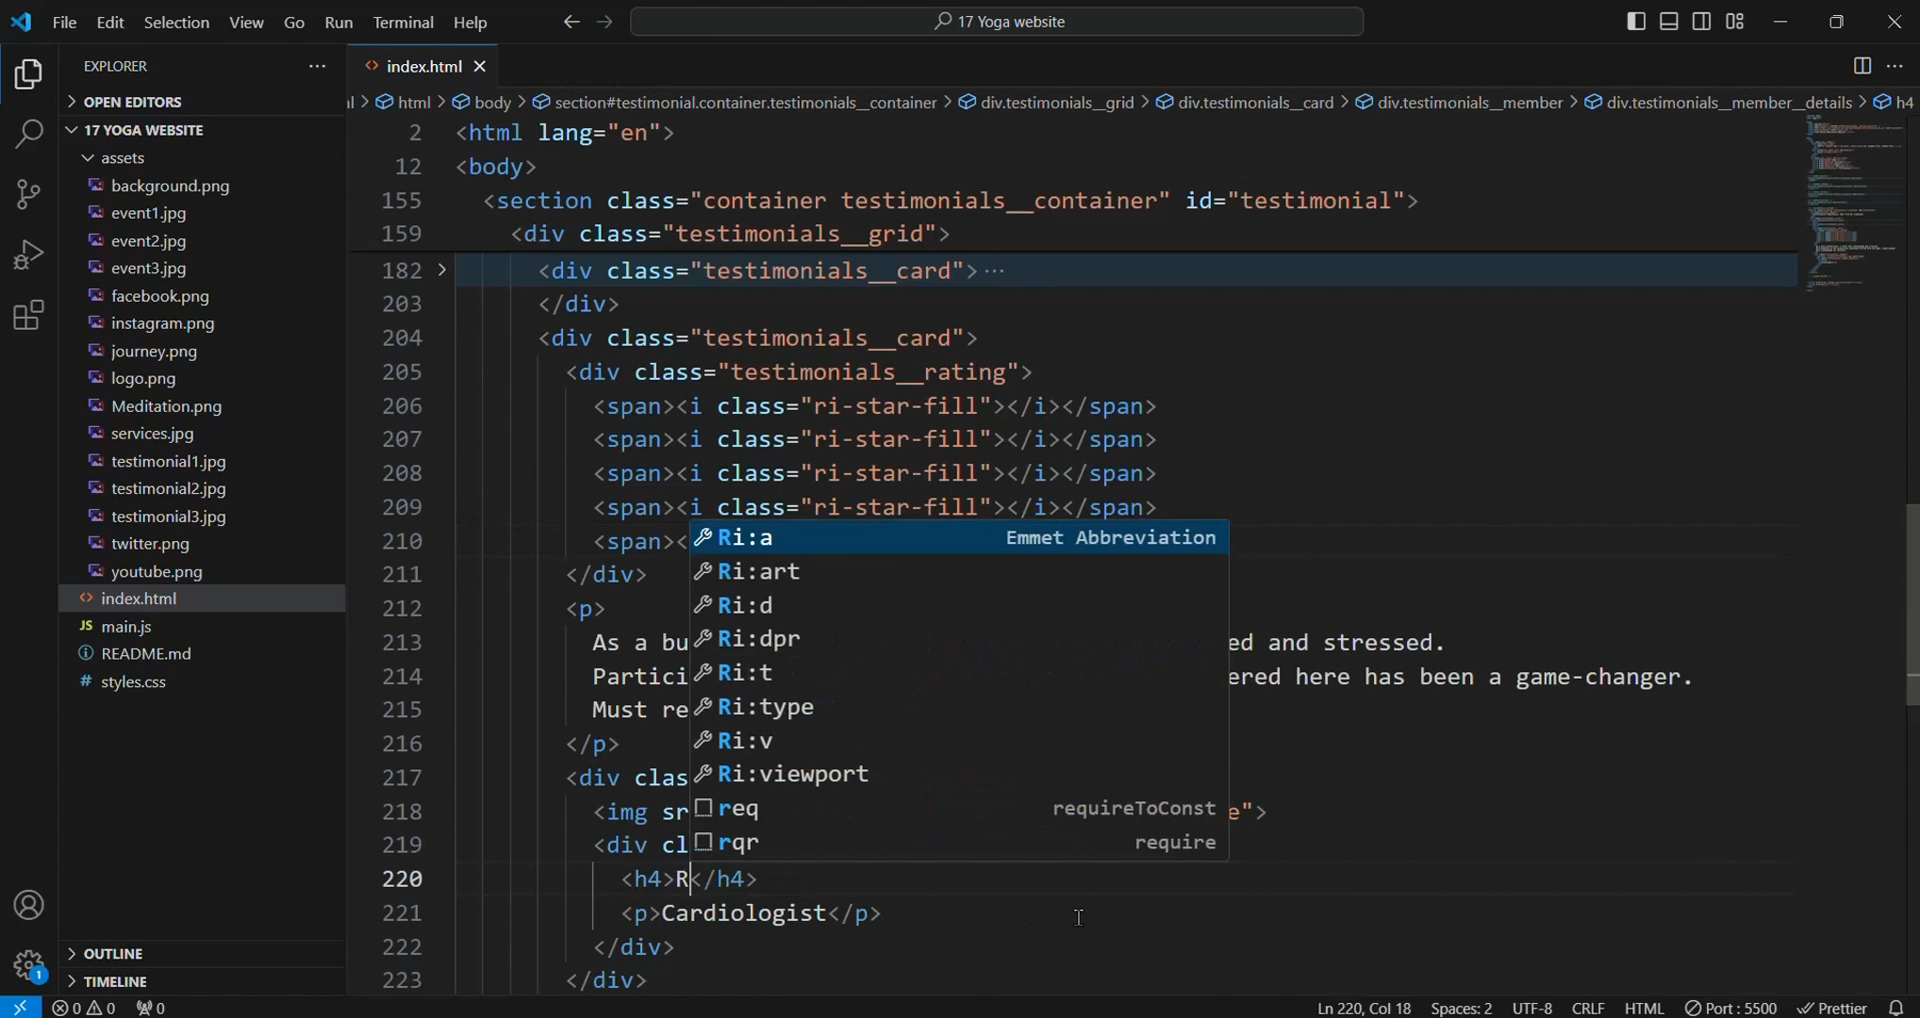 File Edit Selection View Go Run Terminal Help
17 Yoga website
EXPLORER
OPEN EDITORS
17 YOGA WEBSITE
assets
background.png
event1.jpg
event2.jpg
event3.jpg
facebook.png
instagram.png
journey.png
logo.png
Meditation.png
services.jpg
testimonial1.jpg
testimonial2.jpg
testimonial3.jpg
twitter.png
youtube.png
<> index.html
JS main.js
README.md
# styles.css
OUTLINE
TIMELINE
<> index.html
html > body > section#testimonial.container.testimonials__container > div.testimonials__grid > div.testimonials__card > div.testimonials__member > div.testimonials__member__details > h4
2 <html lang="en">
12 <body>
155 <section class="container testimonials__container" id="testimonial">
159 <div class="testimonials__grid">
182 <div class="testimonials__card">···
203 </div>
204 <div class="testimonials__card">
205 <div class="testimonials__rating">
206 <span><i class="ri-star-fill"></i></span>
207 <span><i class="ri-star-fill"></i></span>
208 <span><i class="ri-star-fill"></i></span>
209 <span><i class="ri-star-fill"></i></span>
210 <span><
211 </div>
212 <p>
213 As a bu ed and stressed.
214 Partici ered here has been a game-changer.
215 Must re
216 </p>
217 <div clas
218 <img sr e">
219 <div cl
220 <h4>R</h4>
221 <p>Cardiologist</p>
222 </div>
223 </div>
Ri:a Emmet Abbreviation
Ri:art
Ri:d
Ri:dpr
Ri:t
Ri:type
Ri:v
Ri:viewport
req requireToConst
rqr require
1
0 0 0
Ln 220, Col 18 Spaces: 2 UTF-8 CRLF HTML Port : 5500 Prettier